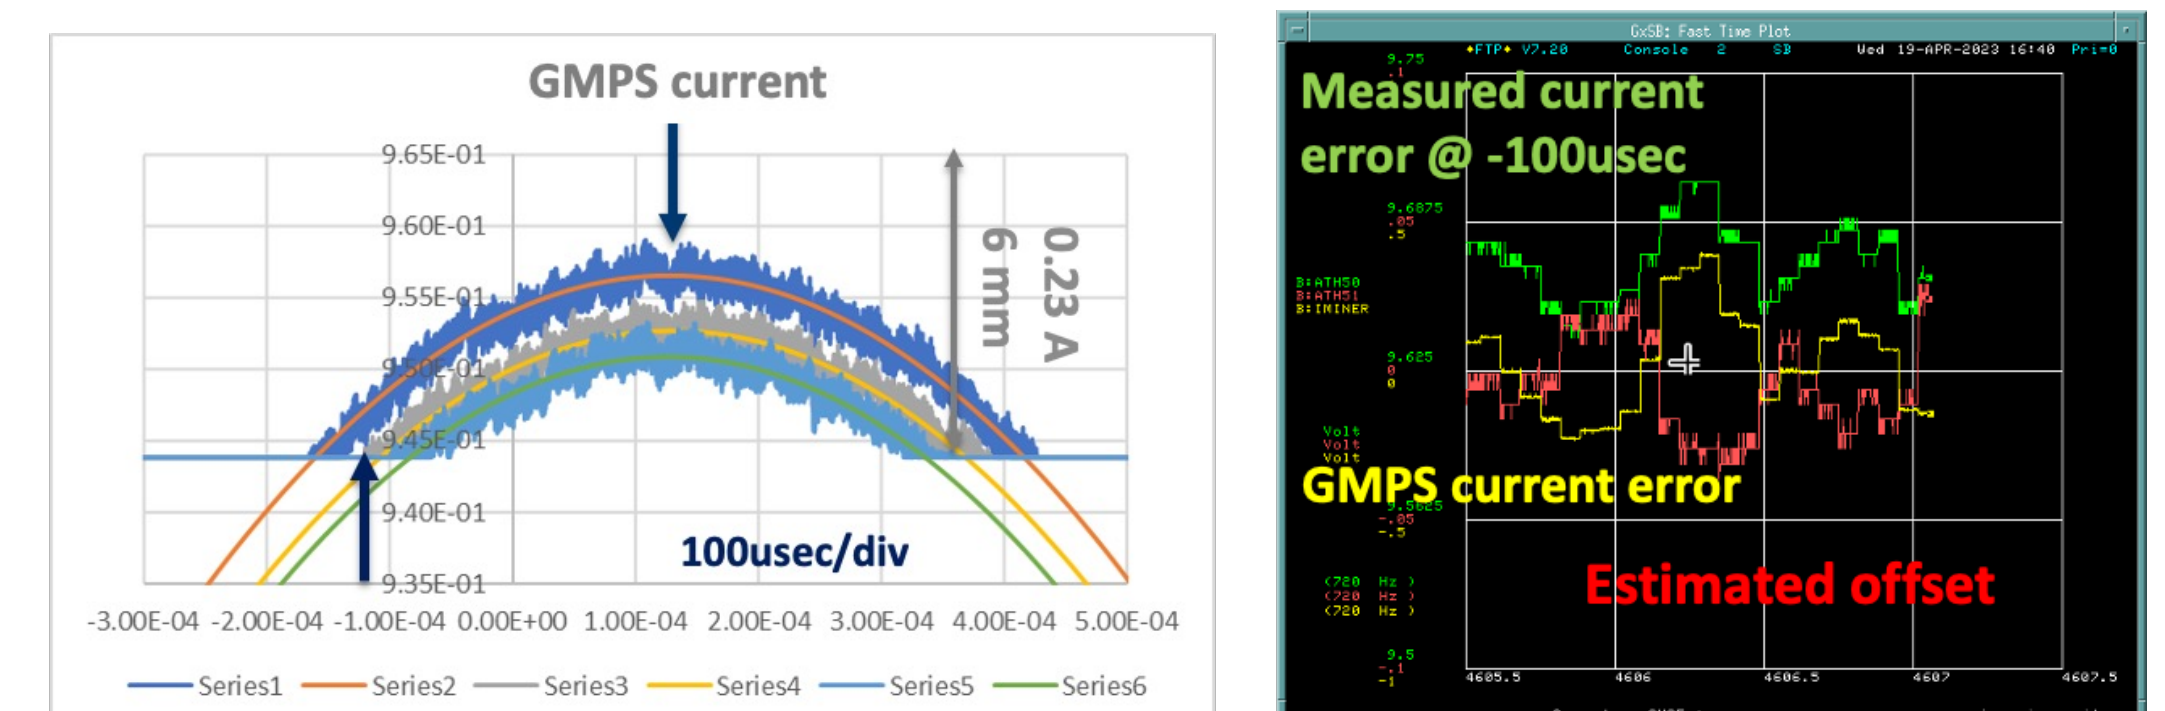 GMPS current
9.65E-01
9.60E-01
9.55E-01
9.50E-01
9.45E-01
9.40E-01
9.35E-01
0.23 A
6 mm
100usec/div
-3.00E-04 -2.00E-04 -1.00E-04 0.00E+00 1.00E-04 2.00E-04 3.00E-04 4.00E-04 5.00E-04
Series1 Series2 Series3 Series4 Series5 Series6
GxSB: Fast Time Plot
♦FTP♦ V7.20 Console 2 SB Wed 19-APR-2023 16:40 Pri=0
9.75
.1
Measured current
error @ -100usec
9.6875
.05
.5
B:ATH50
B:ATH51
B:IMINER
9.625
0
0
Volt
Volt
Volt
GMPS current error
9.5625
-.05
-.5
Estimated offset
(720 Hz )
(720 Hz )
(720 Hz )
9.5
-.1
-1
4605.5 4606 4606.5 4607 4607.5